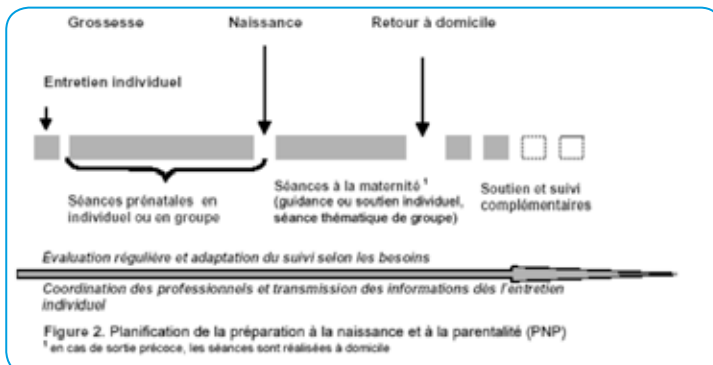 Grossesse Naissance Retour à domicile
Entretien individuel
Séances prénatales en
individuel ou en groupe
Séances à la maternité ¹
(guidance ou soutien individuel,
séance thématique de groupe)
Soutien et suivi
complémentaires
Évaluation régulière et adaptation du suivi selon les besoins
Coordination des professionnels et transmission des informations dès l'entretien
individuel
Figure 2. Planification de la préparation à la naissance et à la parentalité (PNP)
¹ en cas de sortie précoce, les séances sont réalisées à domicile